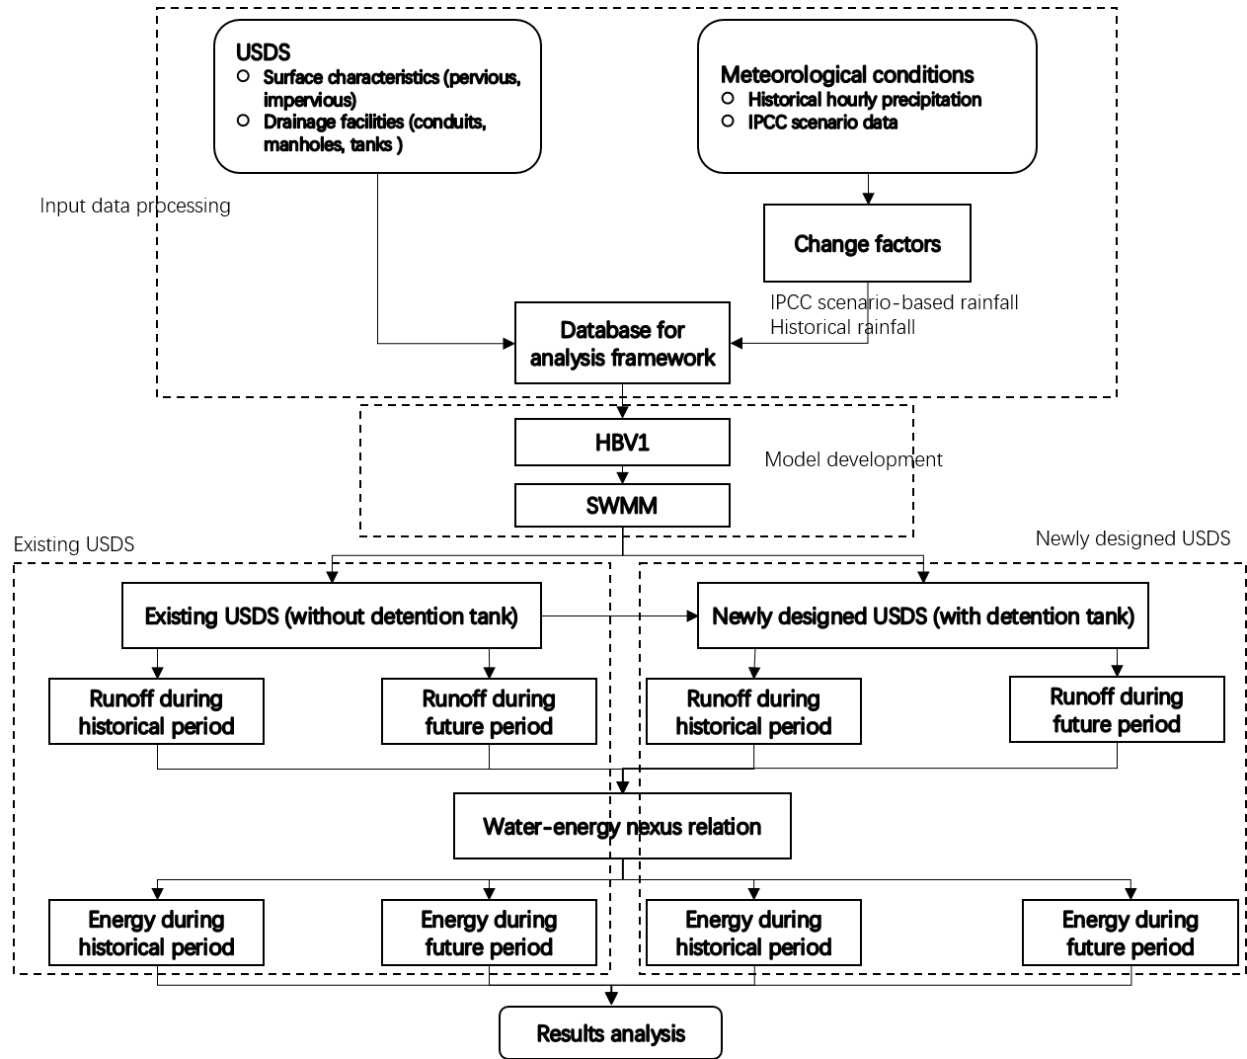 USDS
Surface characteristics (pervious,
impervious)
Drainage facilities (conduits,
manholes, tanks )
Meteorological conditions
Historical hourly precipitation
IPCC scenario data
Input data processing
Change factors
IPCC scenario-based rainfall
Historical rainfall
Database for
analysis framework
HBV1
Model development
SWMM
Existing USDS
Newly designed USDS
Existing USDS (without detention tank)
Newly designed USDS (with detention tank)
Runoff during
historical period
Runoff during
future period
Runoff during
historical period
Runoff during
future period
Water-energy nexus relation
Energy during
historical period
Energy during
future period
Energy during
historical period
Energy during
future period
Results analysis